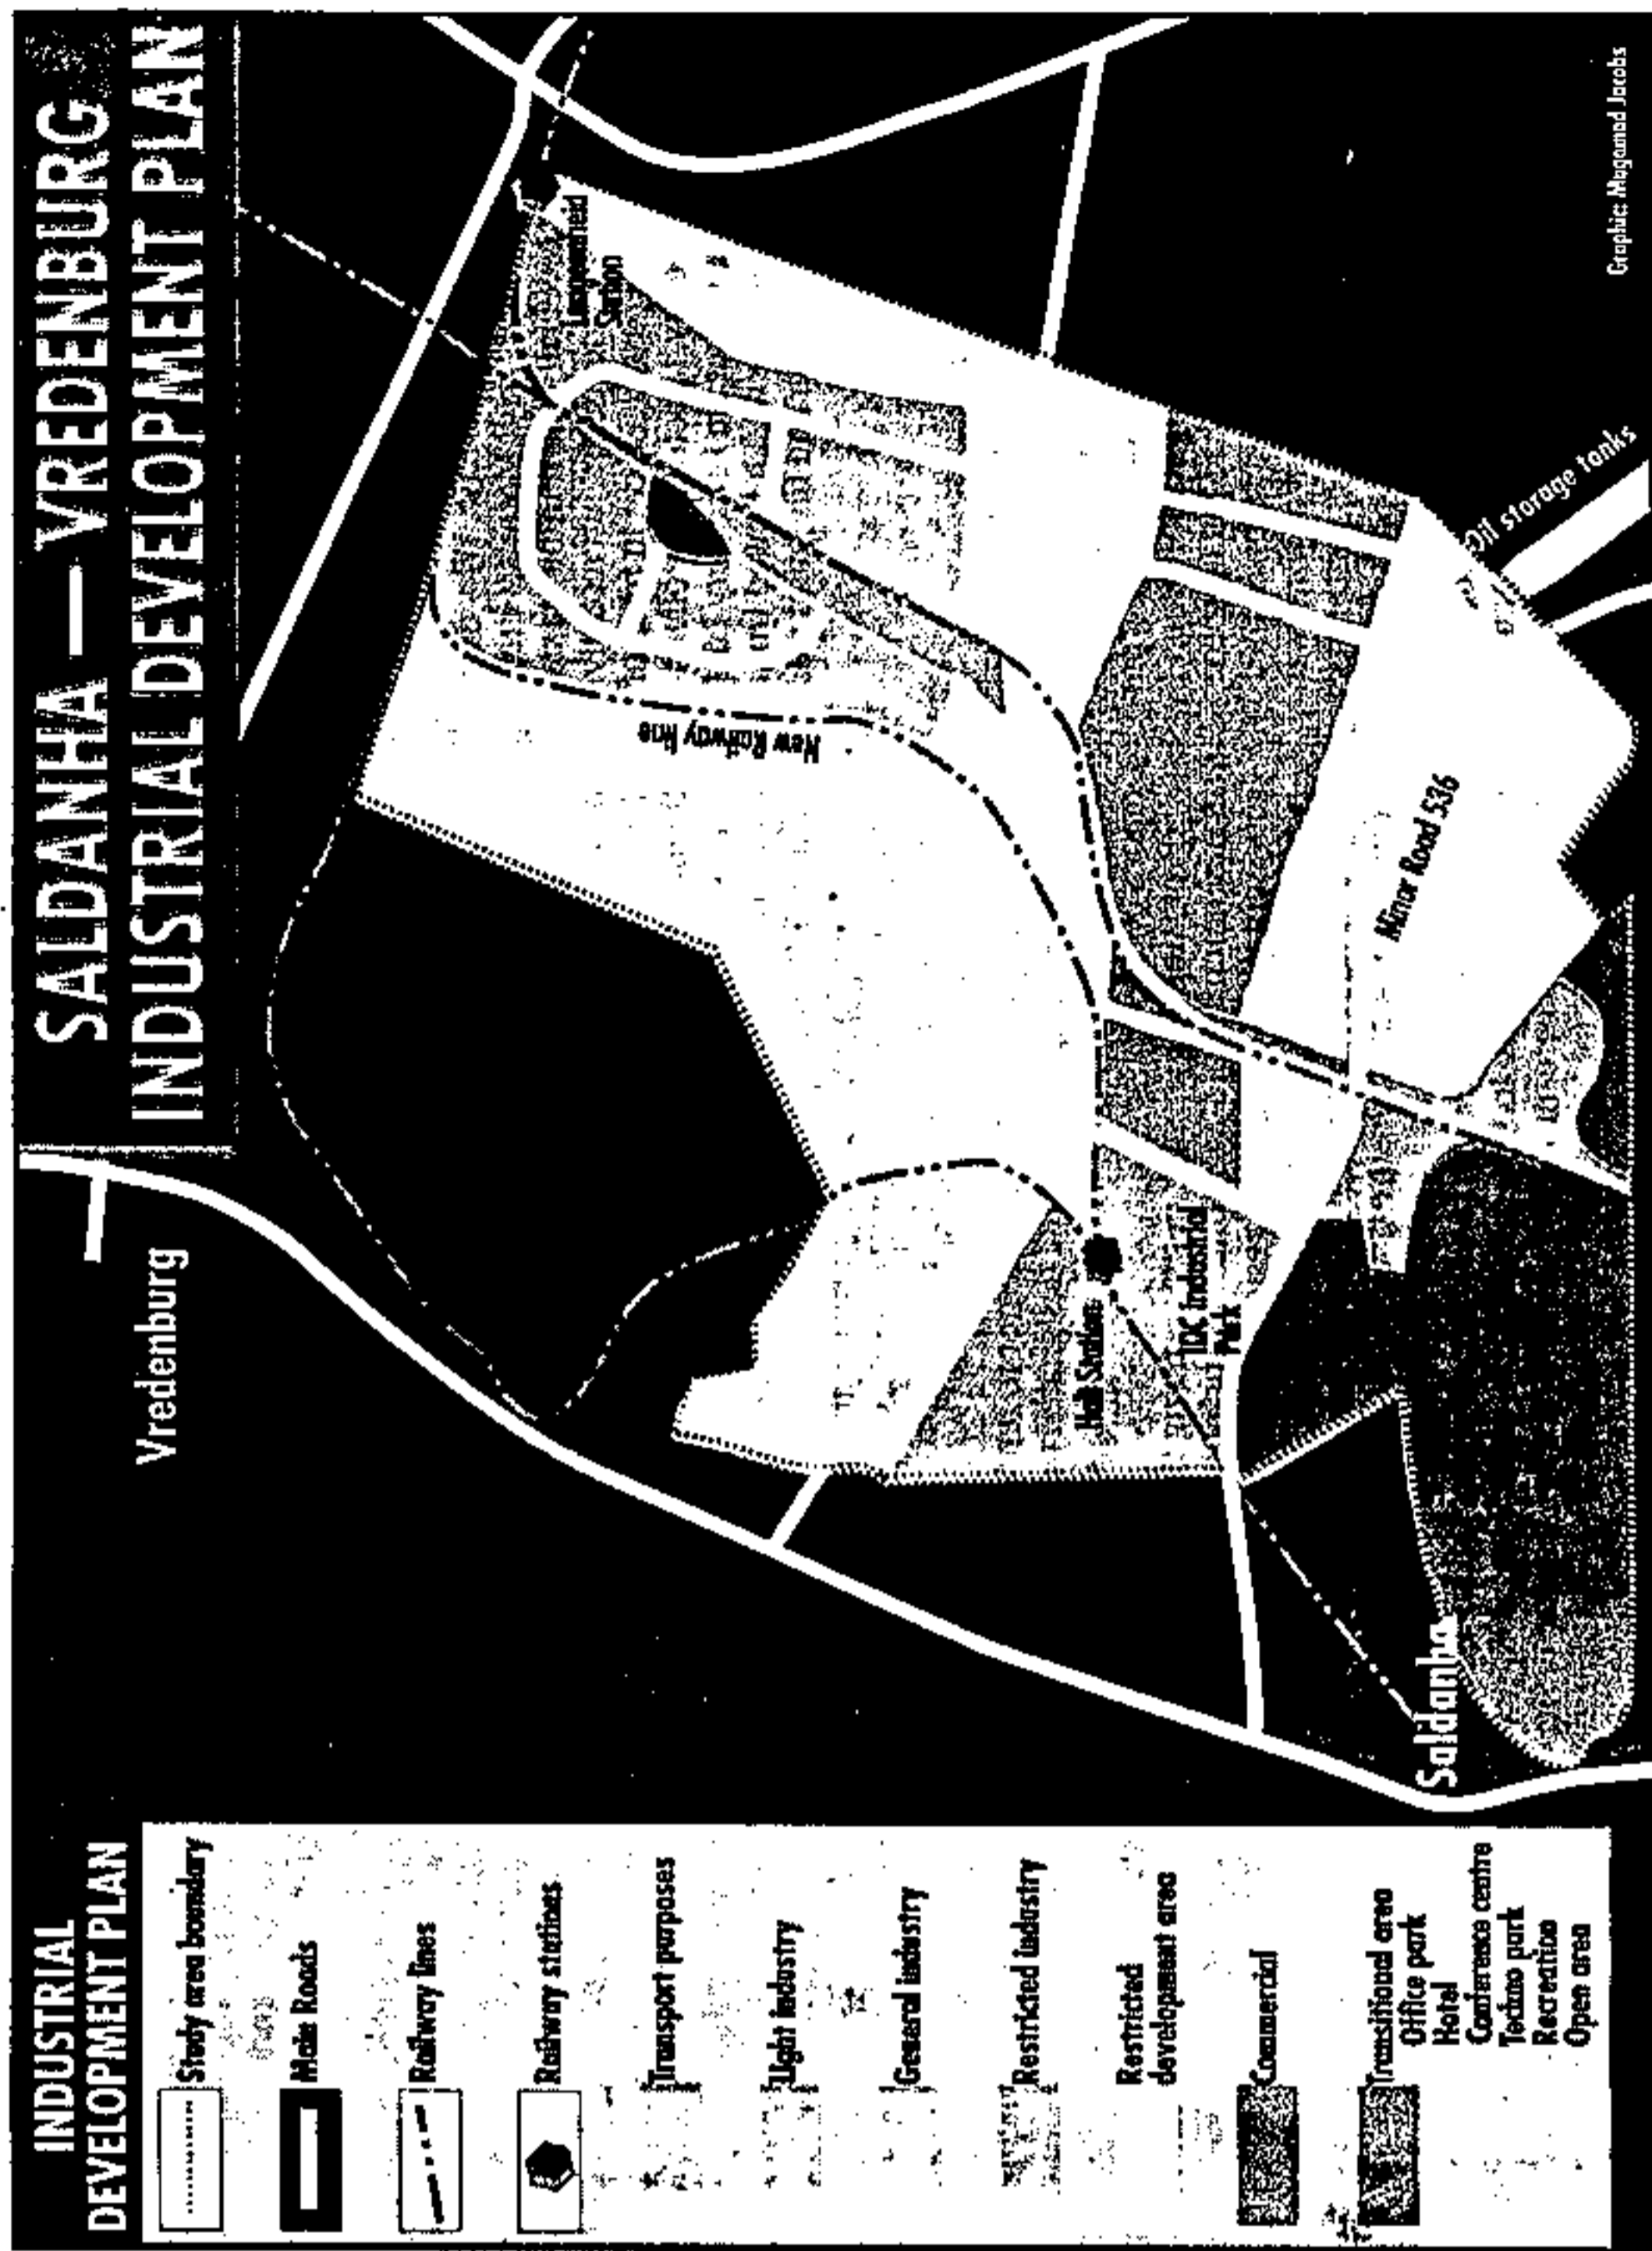 SALDANHA — VREDENBURG
INDUSTRIAL DEVELOPMENT PLAN
Vredenburg
Station
New Railway line
Halt Station
IDC Industrial
Park
Minor Road 536
Oil storage tanks
Saldanha
Graphic: Magamad Jacobs
INDUSTRIAL
DEVELOPMENT PLAN
Study area boundary
Main Roads
Railway lines
Railway stations
Transport purposes
Light industry
General industry
Restricted industry
Restricted
development area
Commercial
Transitional area
Office park
Hotel
Conference centre
Techno park
Recreation
Open area